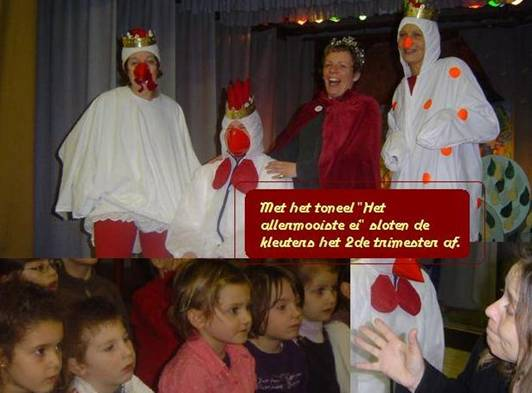 Met het toneel "Het
allermooiste ei" sloten de
kleuters het 2de trimester af.